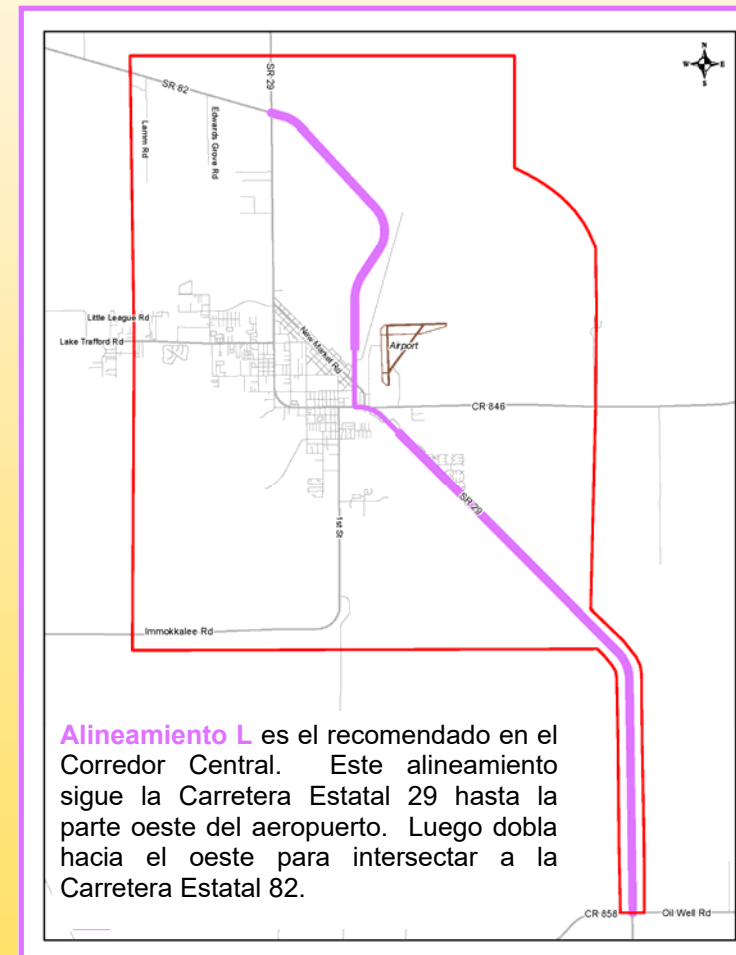 N
W E
S
SR 82
SR 29
Lamm Rd
Edwards Grove Rd
Little League Rd
Lake Trafford Rd
New Market Rd
Airport
CR 846
SR 29
1st St
Immokkalee Rd
Alineamiento L es el recomendado en el
Corredor Central. Este alineamiento
sigue la Carretera Estatal 29 hasta la
parte oeste del aeropuerto. Luego dobla
hacia el oeste para intersectar a la
Carretera Estatal 82.
CR 858 Oil Well Rd